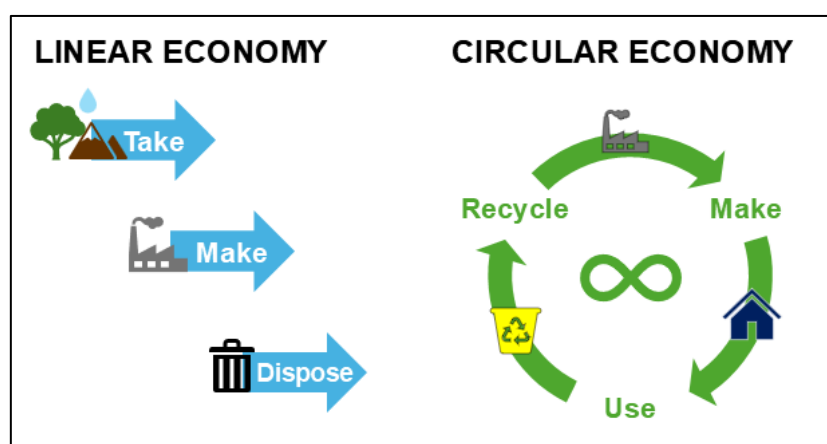 LINEAR ECONOMY
Take
Make
Dispose
CIRCULAR ECONOMY
Recycle
Make
Use